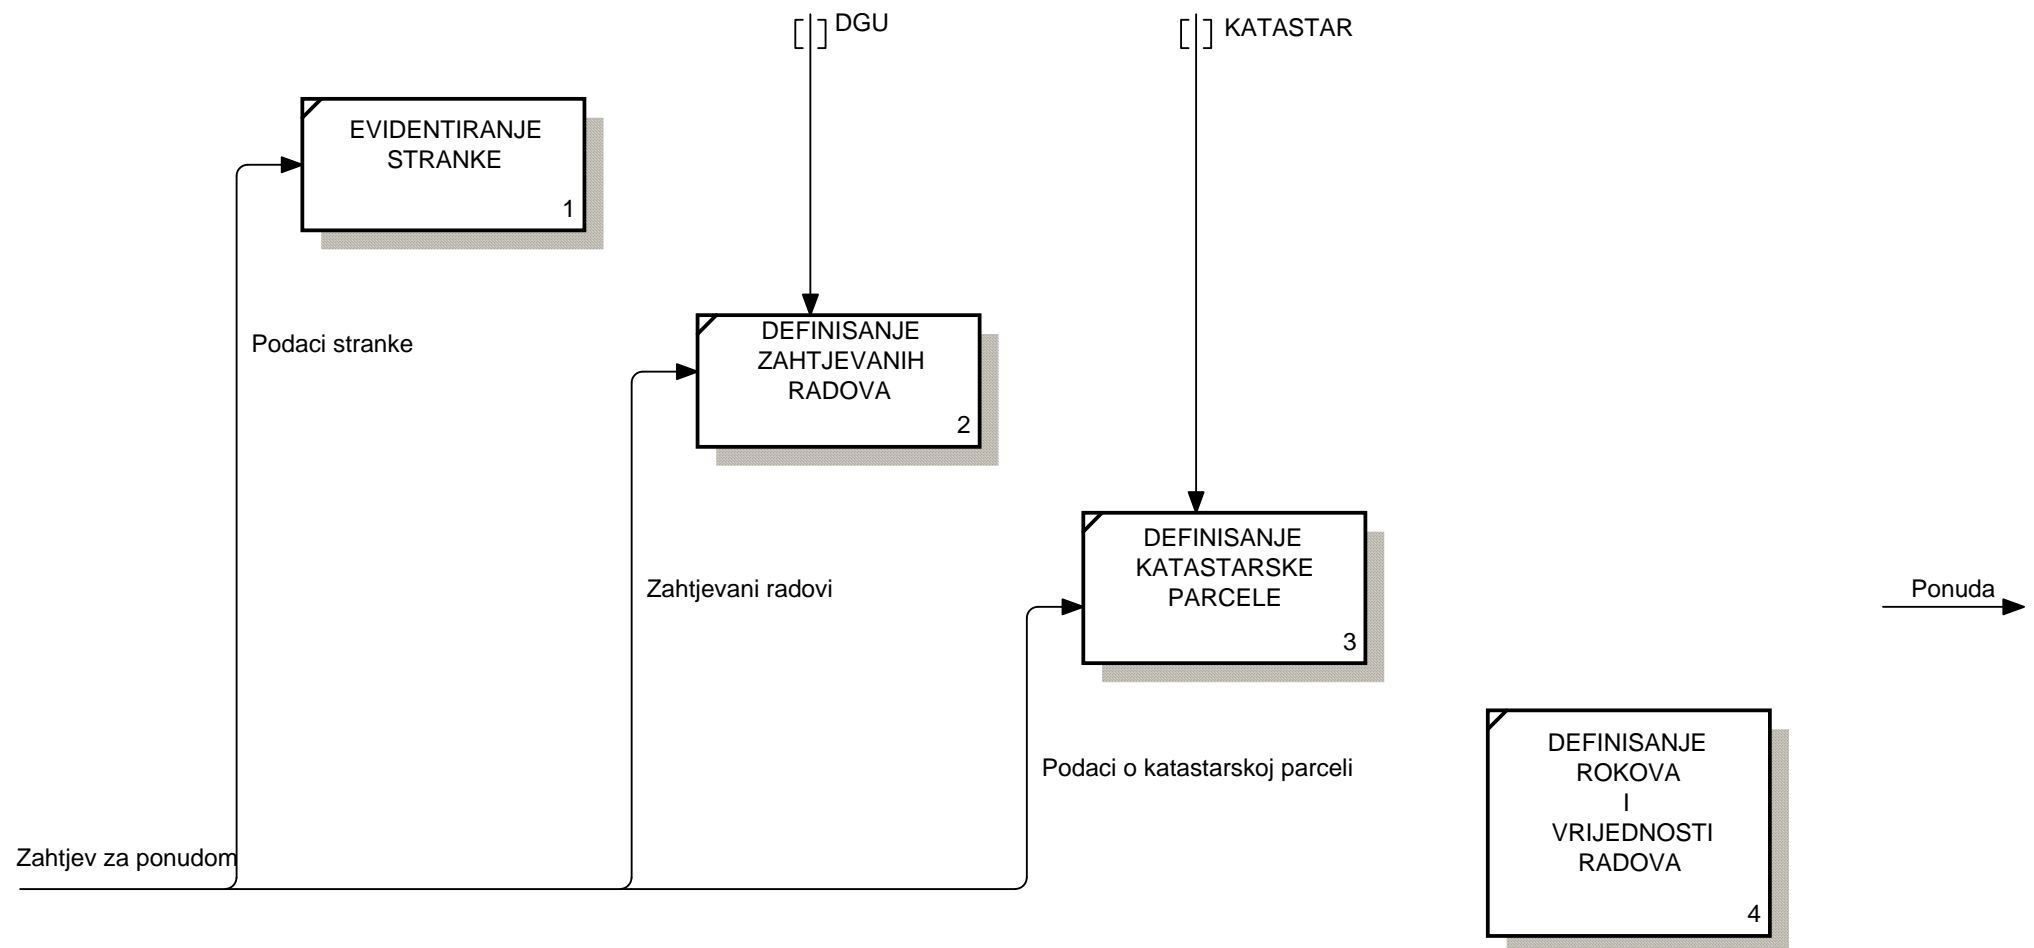 DGU
KATASTAR
EVIDENTIRANJE
STRANKE
1
Podaci stranke
DEFINISANJE
ZAHTJEVANIH
RADOVA
2
Zahtjevani radovi
DEFINISANJE
KATASTARSKE
PARCELE
3
Ponuda
Podaci o katastarskoj parceli
DEFINISANJE
ROKOVA
I
VRIJEDNOSTI
RADOVA
4
Zahtjev za ponudom